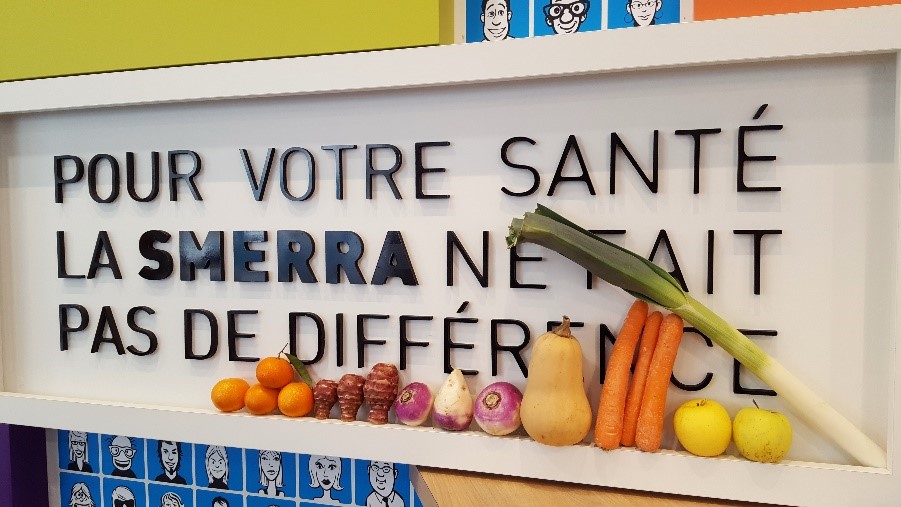 POUR VOTRE SANTÉ
LA SMERRA NE FAIT
PAS DE DIFFÉRENCE